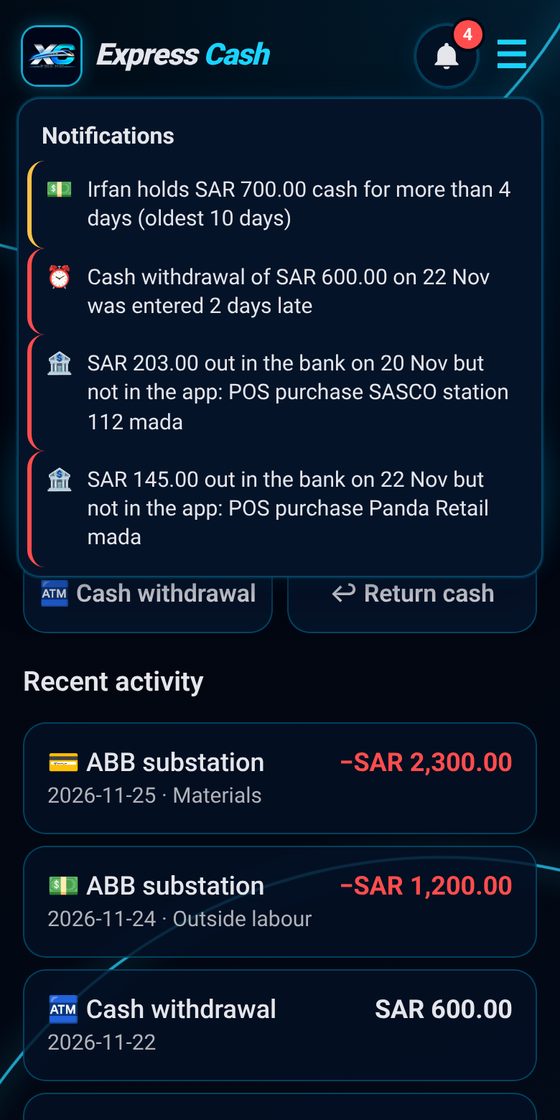 XG
Express Cash
4
Notifications
Irfan holds SAR 700.00 cash for more than 4
days (oldest 10 days)
Cash withdrawal of SAR 600.00 on 22 Nov
was entered 2 days late
SAR 203.00 out in the bank on 20 Nov but
not in the app: POS purchase SASCO station
112 mada
SAR 145.00 out in the bank on 22 Nov but
not in the app: POS purchase Panda Retail
mada
ATM Cash withdrawal
Return cash
Recent activity
ABB substation −SAR 2,300.00
2026-11-25 · Materials
ABB substation −SAR 1,200.00
2026-11-24 · Outside labour
ATM Cash withdrawal SAR 600.00
2026-11-22